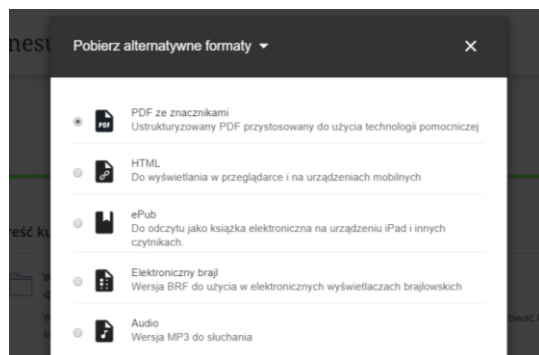 nesu
Pobierz alternatywne formaty
PDF ze znacznikami
PDF
Ustrukturyzowany PDF przystosowany do użycia technologii pomocniczej
HTML
Do wyświetlania w przeglądarce i na urządzeniach mobilnych
ePub
Do odczytu jako książka elektroniczna na urządzeniu iPad i innych
czytnikach.
Elektroniczny brajl
Wersja BRF do użycia w elektronicznych wyświetlaczach brajlowskich
Audio
Wersja MP3 do słuchania